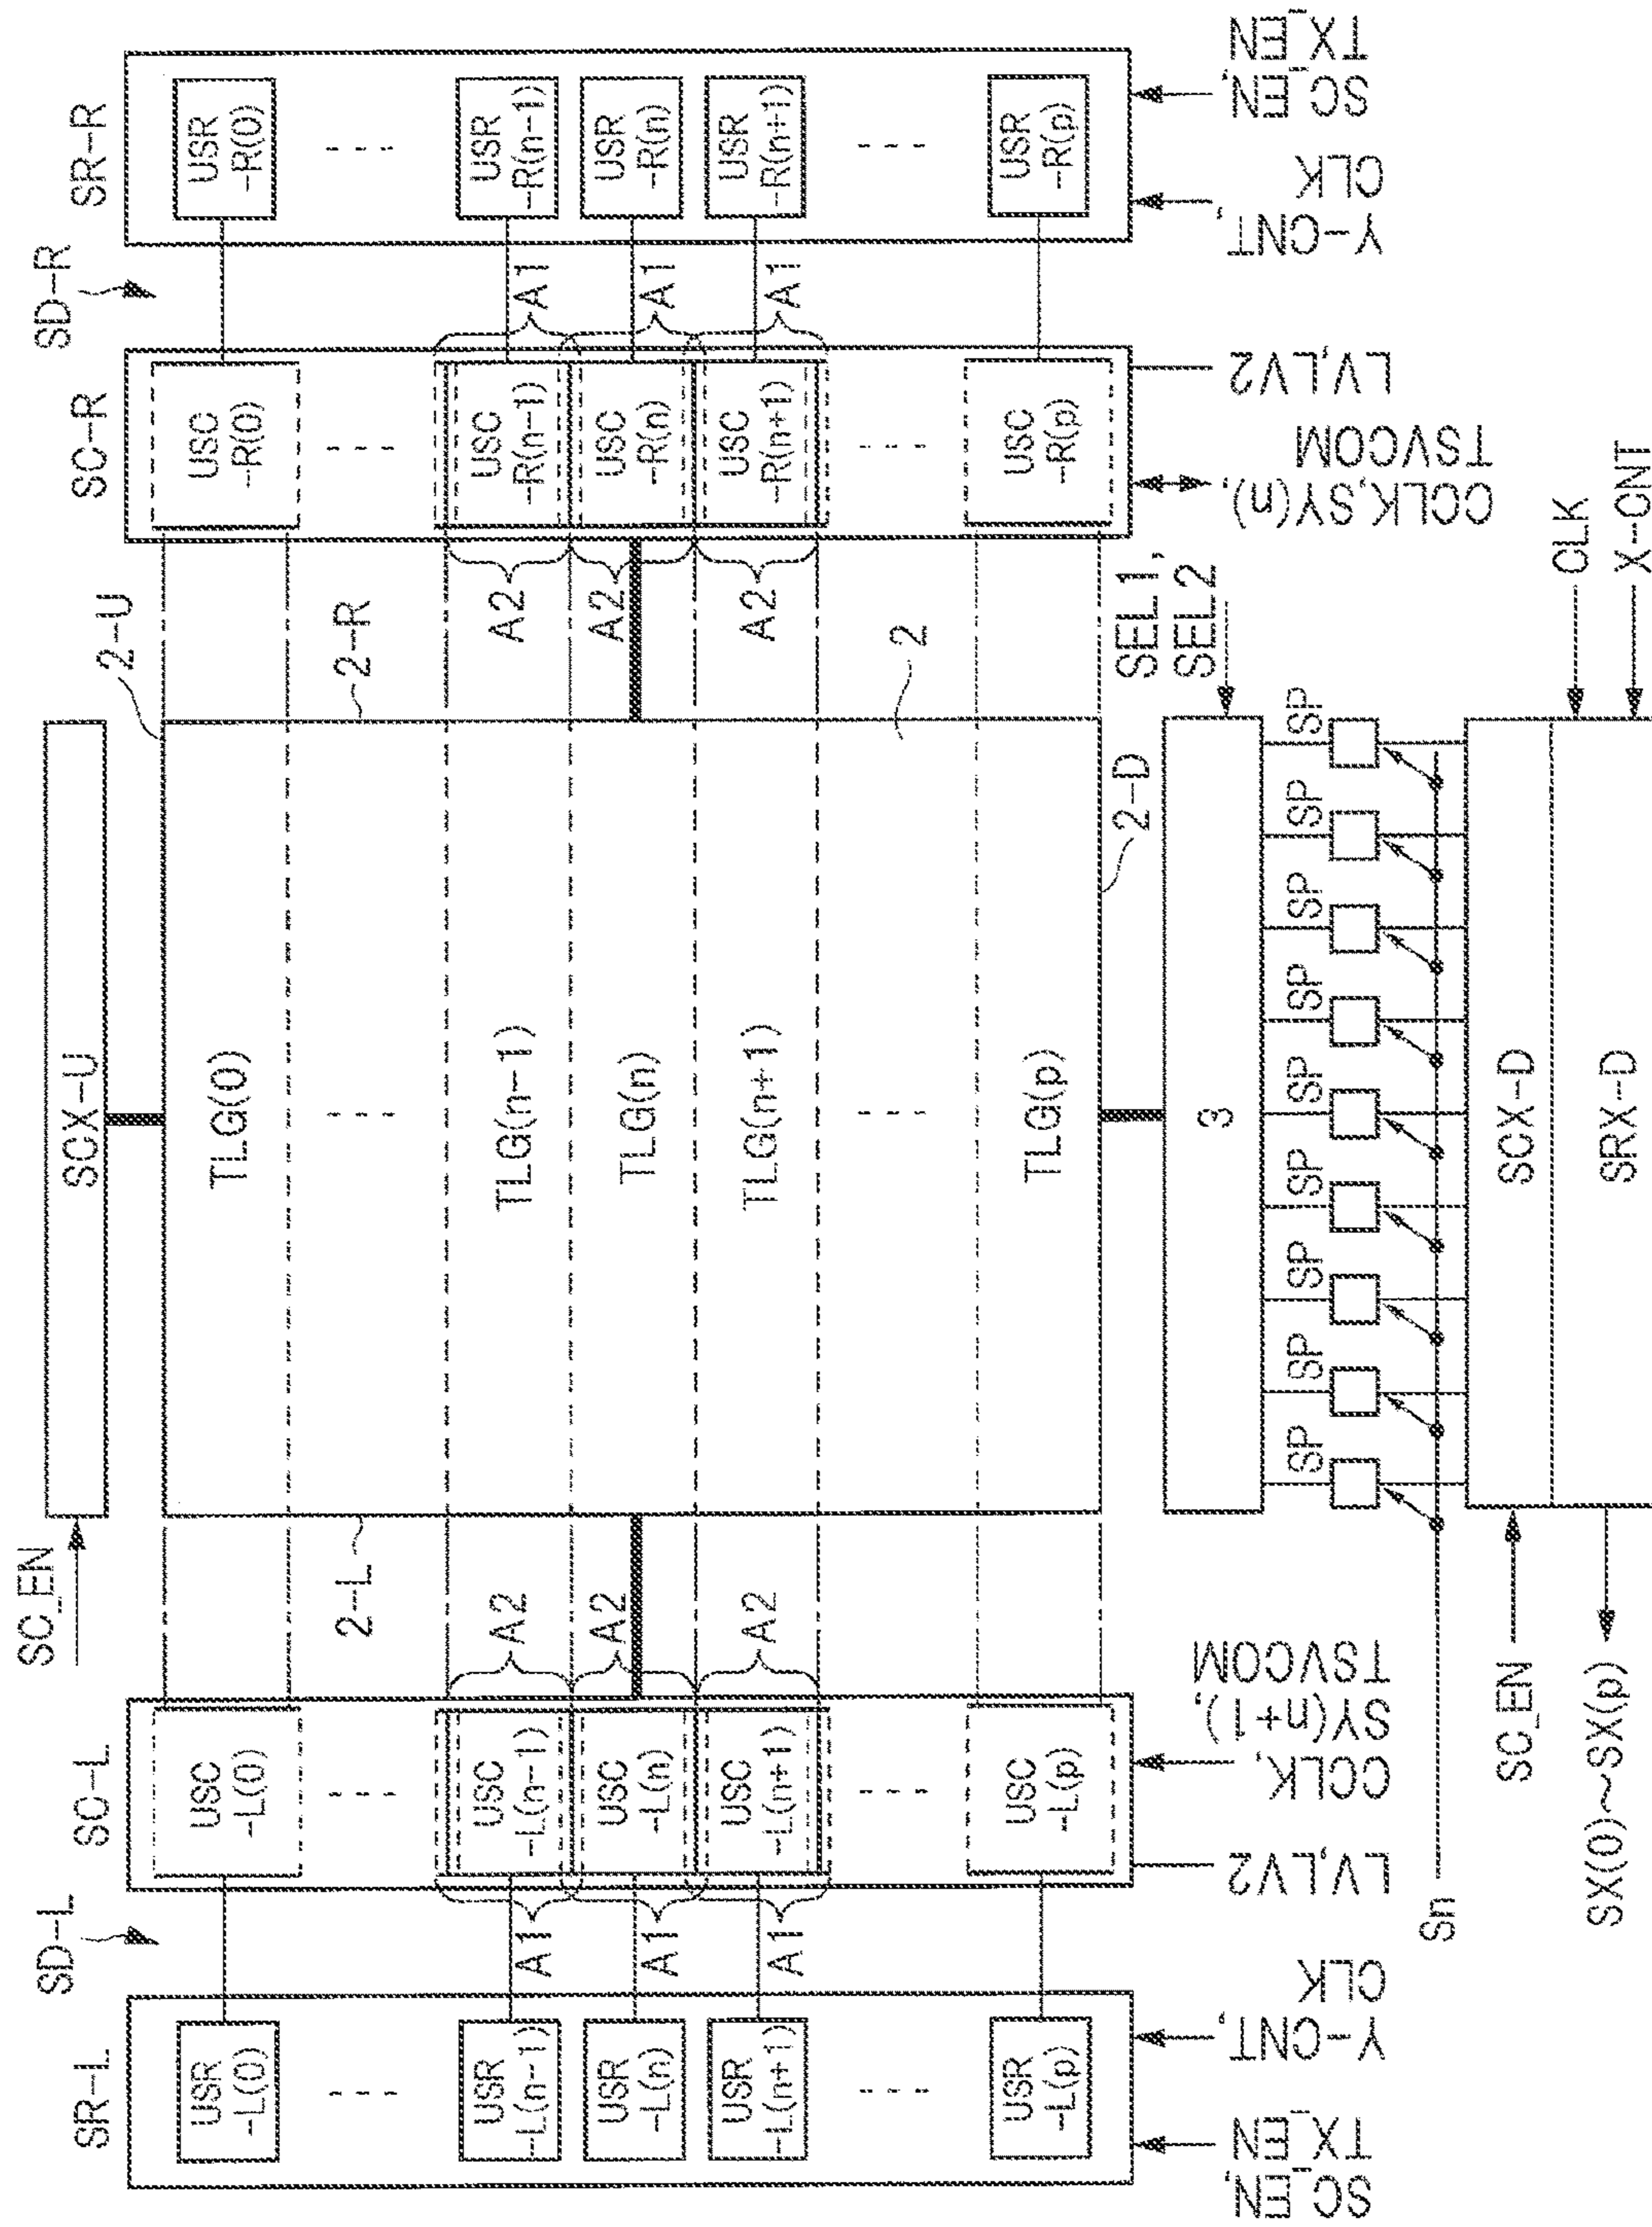 SC_EN
SCX-U
2-U
SD-L
SR-L
SC-L
SC-R
SD-R
SR-R
USR
-L(0)
USC
-L(0)
TLG(0)
USC
-R(0)
USR
-R(0)
2-L
2-R
USR
-L(n-1)
A1
USC
-L(n-1)
A2
TLG(n-1)
A2
USC
-R(n-1)
A1
USR
-R(n-1)
USR
-L(n)
A1
USC
-L(n)
A2
TLG(n)
A2
USC
-R(n)
A1
USR
-R(n)
USR
-L(n+1)
A1
USC
-L(n+1)
A2
TLG(n+1)
A2
USC
-R(n+1)
A1
USR
-R(n+1)
2
USR
-L(p)
USC
-L(p)
TLG(p)
USC
-R(p)
USR
-R(p)
2-D
SC_EN,
TX_EN
Y-CNT,
CLK
LV,LV2
CCLK,
SY(n+1),
TSVCOM
3
SEL1,
SEL2
CCLK,SY(n),
TSVCOM
LV,LV2
Y-CNT,
CLK
SC_EN,
TX_EN
SP
SP
SP
SP
SP
SP
SP
SP
SP
Sn
SC_EN
SCX-D
CLK
SX(0)~SX(p)
SRX-D
X-CNT